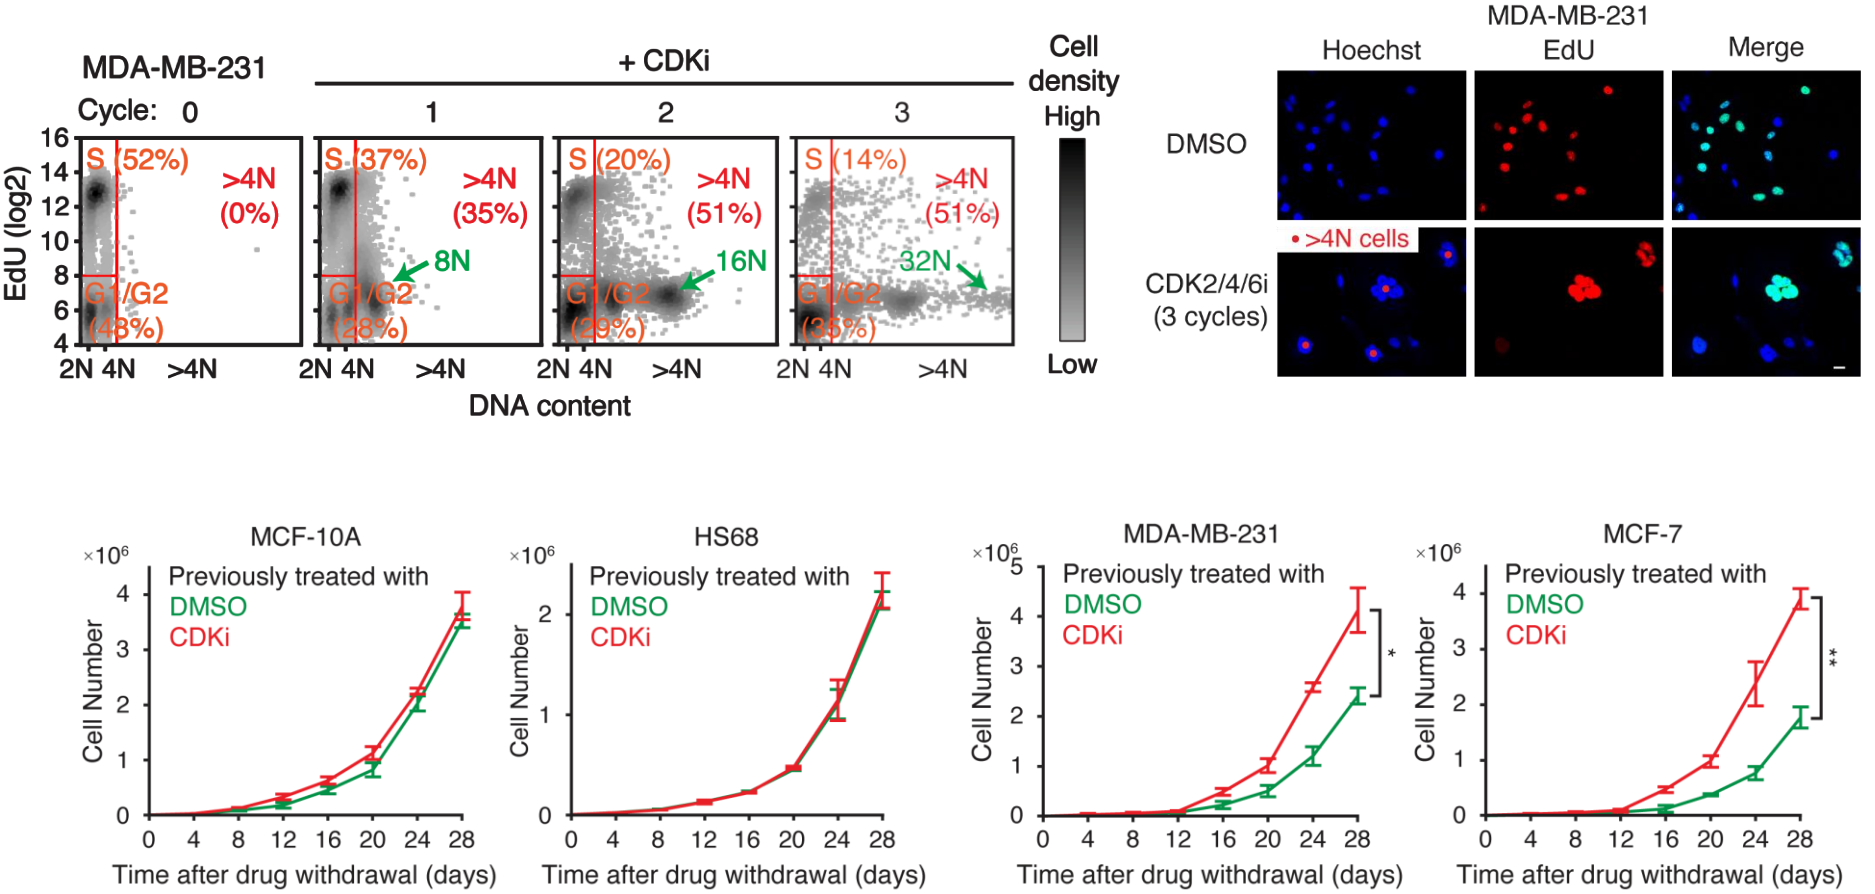 MDA-MB-231
+ CDKi
Cycle: 0 1 2 3
EdU (log2)
16
14
12
10
8
6
4
S (52%)
>4N
(0%)
G1/G2
(48%)
2N 4N >4N
S (37%)
>4N
(35%)
8N
G1/G2
(28%)
2N 4N >4N
S (20%)
>4N
(51%)
16N
G1/G2
(29%)
2N 4N >4N
S (14%)
>4N
(51%)
32N
G1/G2
(35%)
2N 4N >4N
DNA content
Cell
density
High
Low
MDA-MB-231
Hoechst EdU Merge
DMSO
>4N cells
CDK2/4/6i
(3 cycles)
MCF-10A
×10⁶
Previously treated with
DMSO
CDKi
Cell Number
4
3
2
1
0
0 4 8 12 16 20 24 28
Time after drug withdrawal (days)
HS68
×10⁶
Previously treated with
DMSO
CDKi
Cell Number
2
1
0
0 4 8 12 16 20 24 28
Time after drug withdrawal (days)
MDA-MB-231
×10⁶
Previously treated with
DMSO
CDKi
Cell Number
5
4
3
2
1
0
*
0 4 8 12 16 20 24 28
Time after drug withdrawal (days)
MCF-7
×10⁶
Previously treated with
DMSO
CDKi
Cell Number
4
3
2
1
0
**
0 4 8 12 16 20 24 28
Time after drug withdrawal (days)